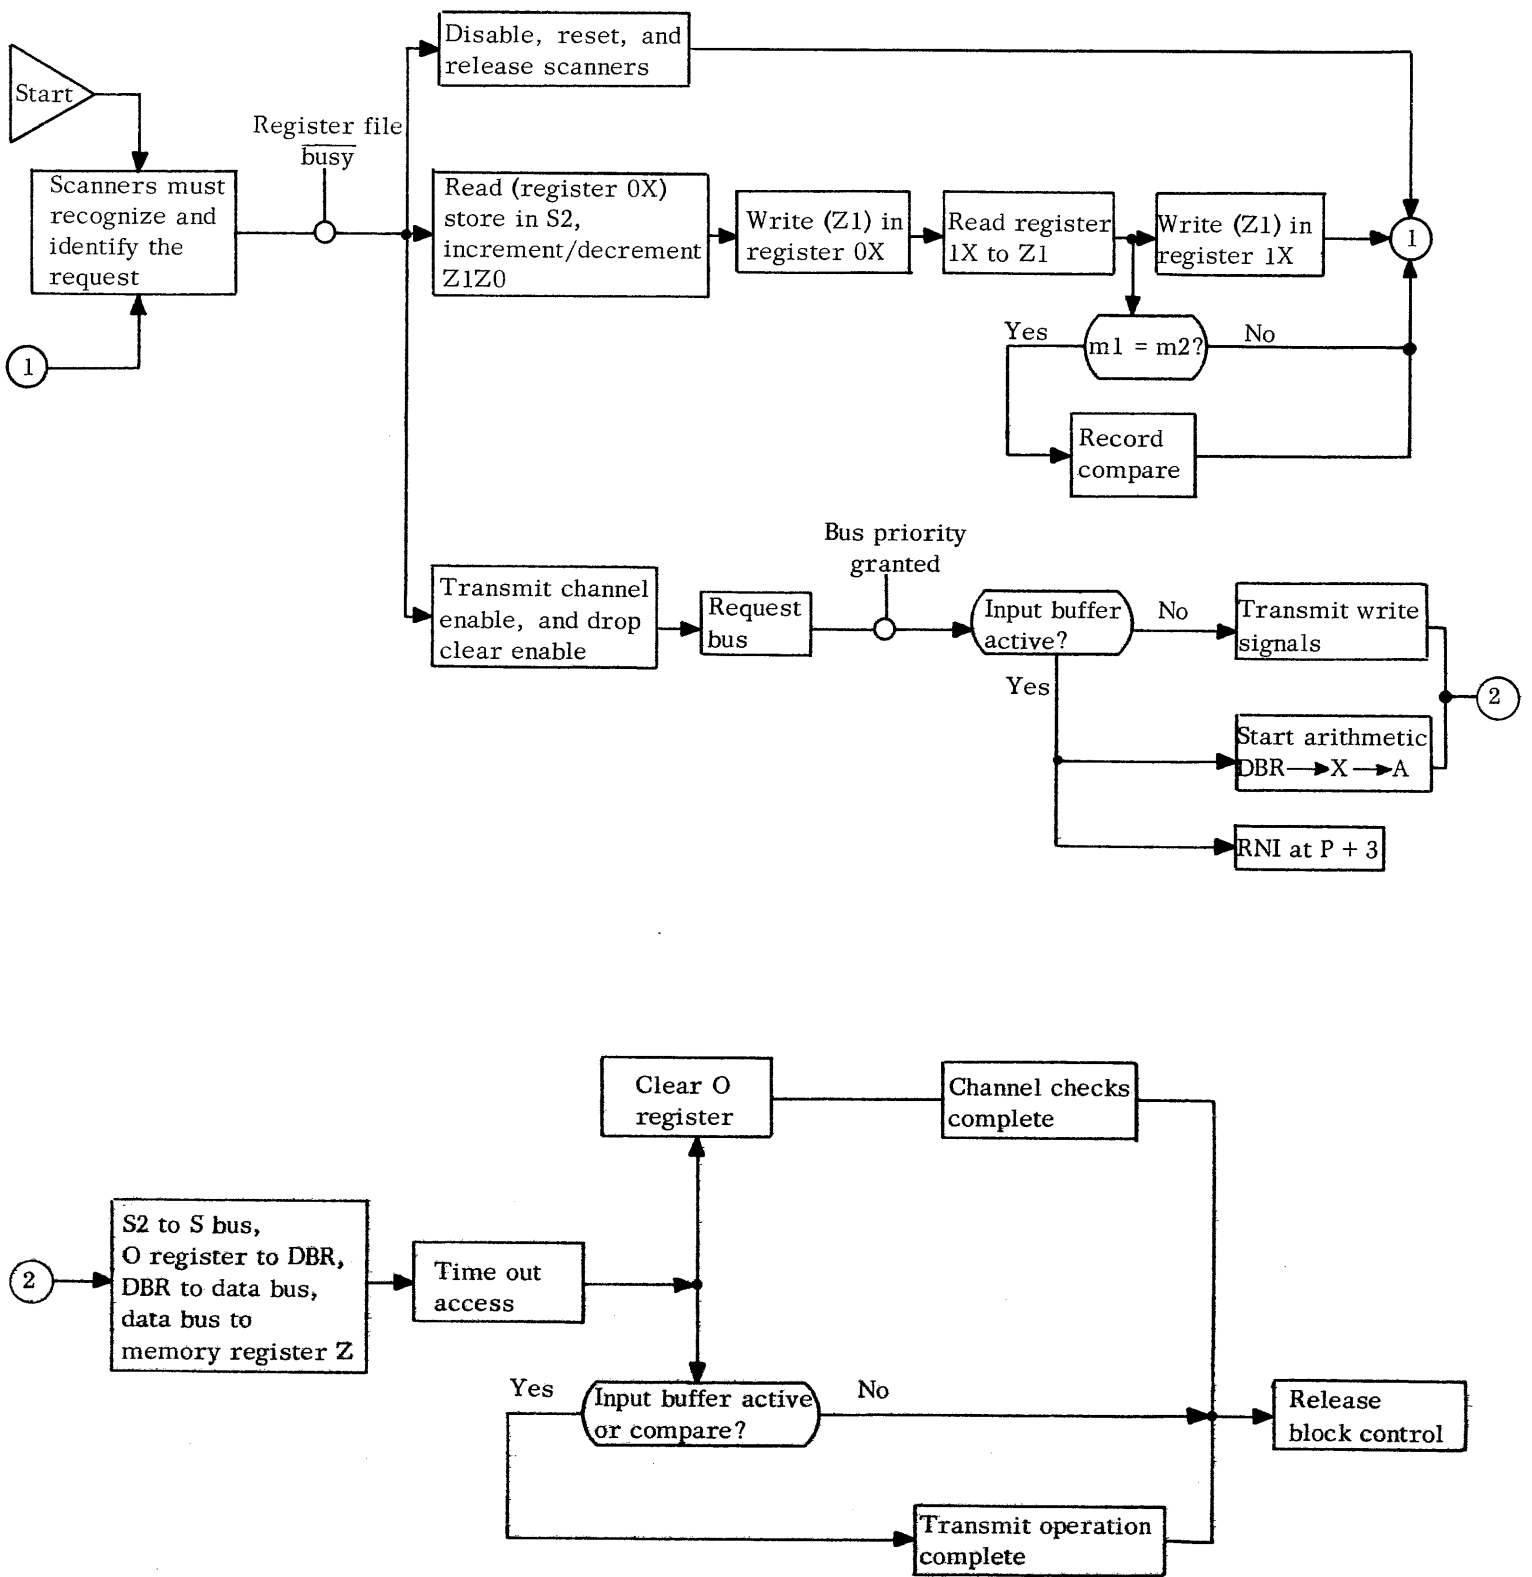 Start
Disable, reset, and
release scanners
Register file
busy
Scanners must
recognize and
identify the
request
Read (register 0X)
store in S2,
increment/decrement
Z1Z0
Write (Z1) in
register 0X
Read register
1X to Z1
Write (Z1) in
register 1X
1
1
Yes
m1 = m2?
No
Record
compare
Bus priority
granted
Transmit channel
enable, and drop
clear enable
Request
bus
Input buffer
active?
No
Yes
Transmit write
signals
2
Start arithmetic
DBR→X→A
RNI at P + 3
Clear O
register
Channel checks
complete
2
S2 to S bus,
O register to DBR,
DBR to data bus,
data bus to
memory register Z
Time out
access
Yes
Input buffer active
or compare?
No
Release
block control
Transmit operation
complete